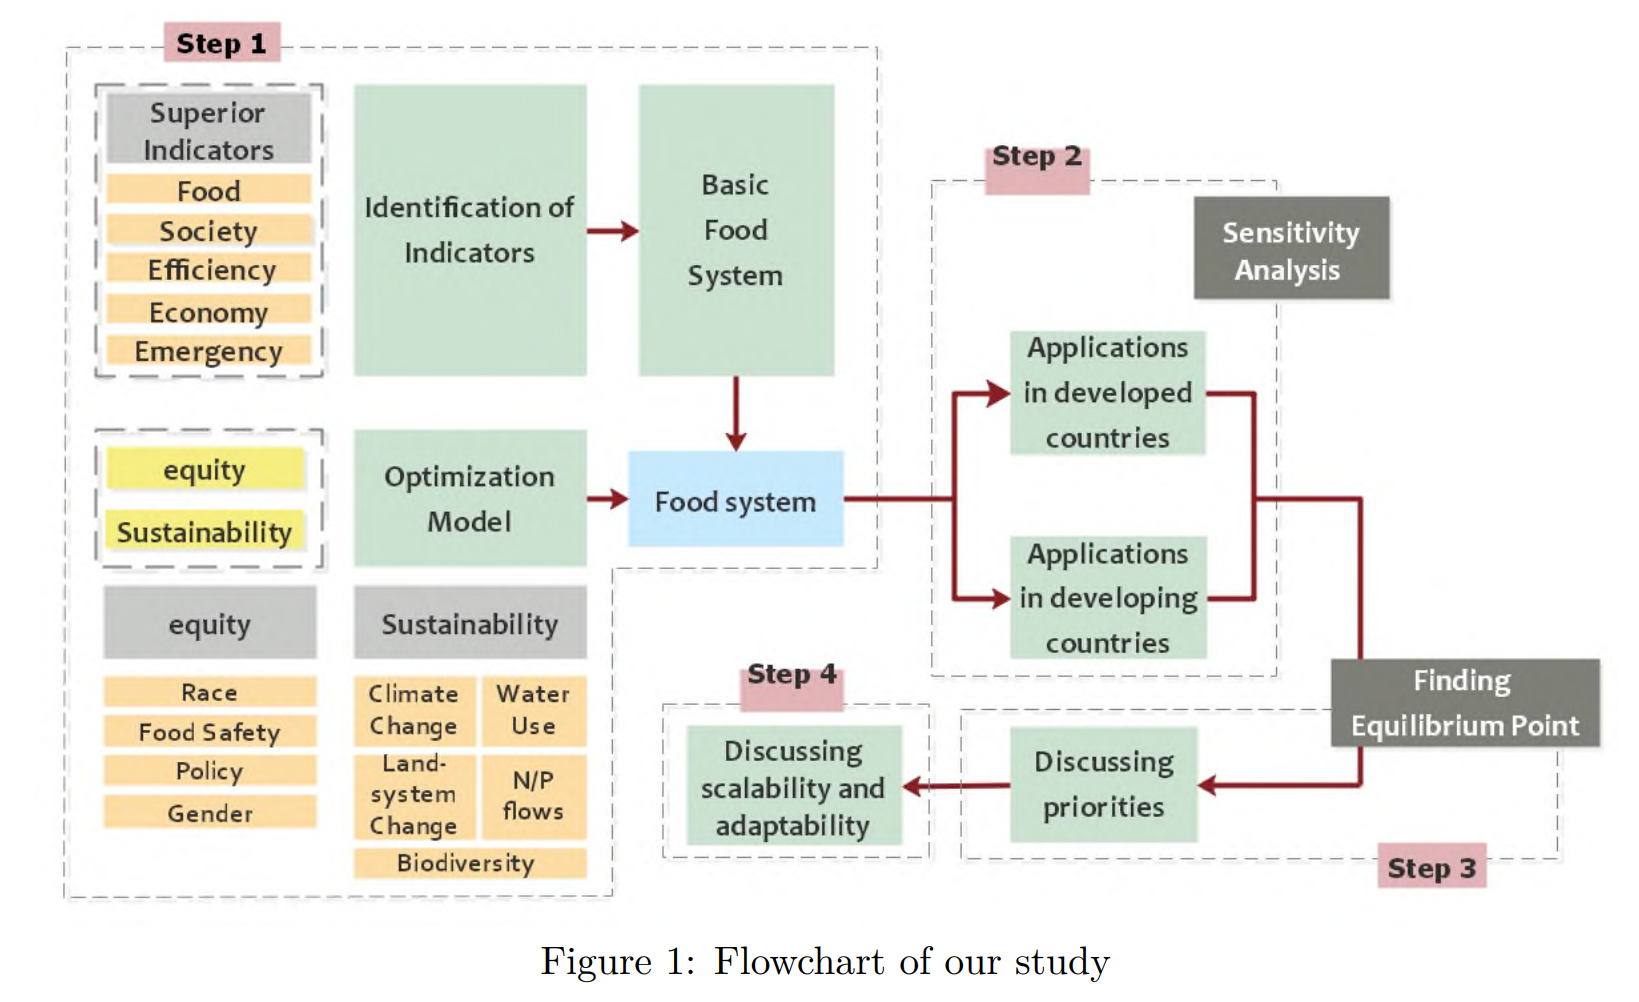 Step 1
Superior
Indicators
Food
Society
Efficiency
Economy
Emergency
Identification of
Indicators
Basic
Food
System
equity
Sustainability
Optimization
Model
Food system
equity
Race
Food Safety
Policy
Gender
Sustainability
Climate
Change
Water
Use
Land-
system
Change
N/P
flows
Biodiversity
Step 2
Sensitivity
Analysis
Applications
in developed
countries
Applications
in developing
countries
Finding
Equilibrium Point
Discussing
priorities
Step 3
Step 4
Discussing
scalability and
adaptability
Figure 1: Flowchart of our study